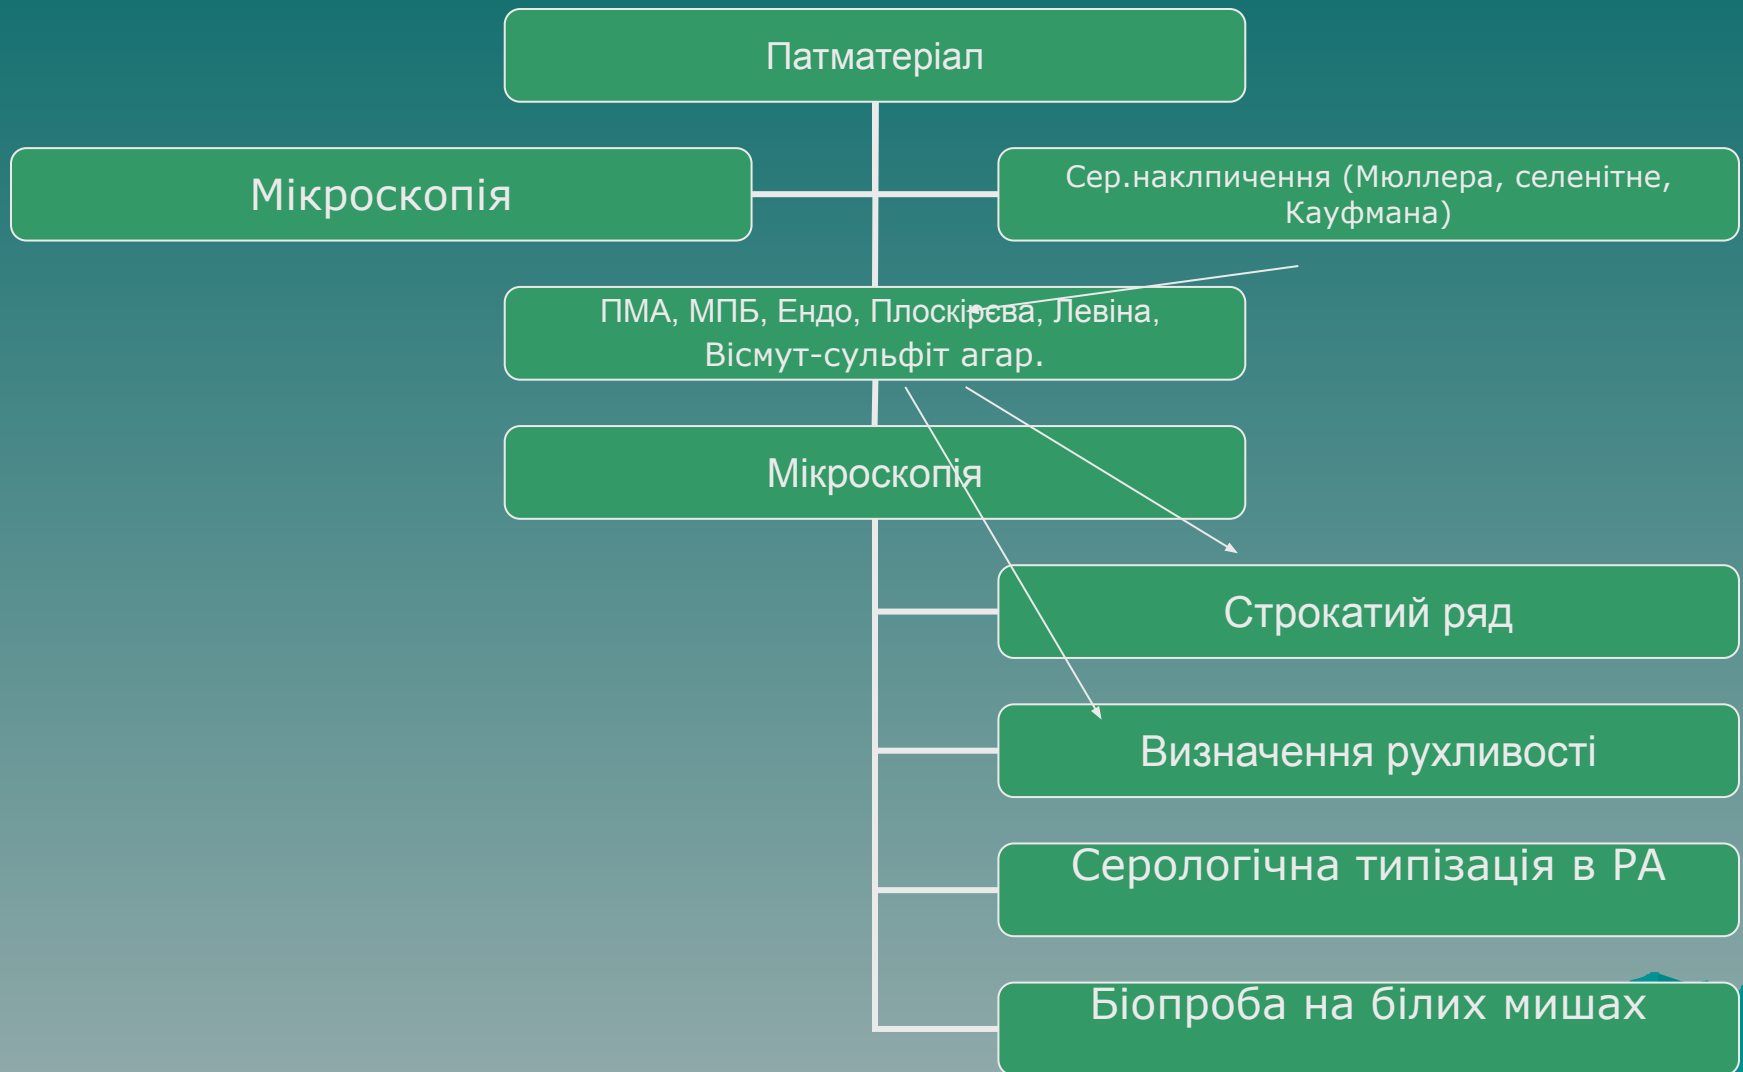 Патматеріал
Мікроскопія
Сер.наклпичення (Мюллера, селенітне,
Кауфмана)
ПМА, МПБ, Ендо, Плоскірєва, Левіна,
Вісмут-сульфіт агар.
Мікроскопія
Строкатий ряд
Визначення рухливості
Серологічна типізація в РА
Біопроба на білих мишах